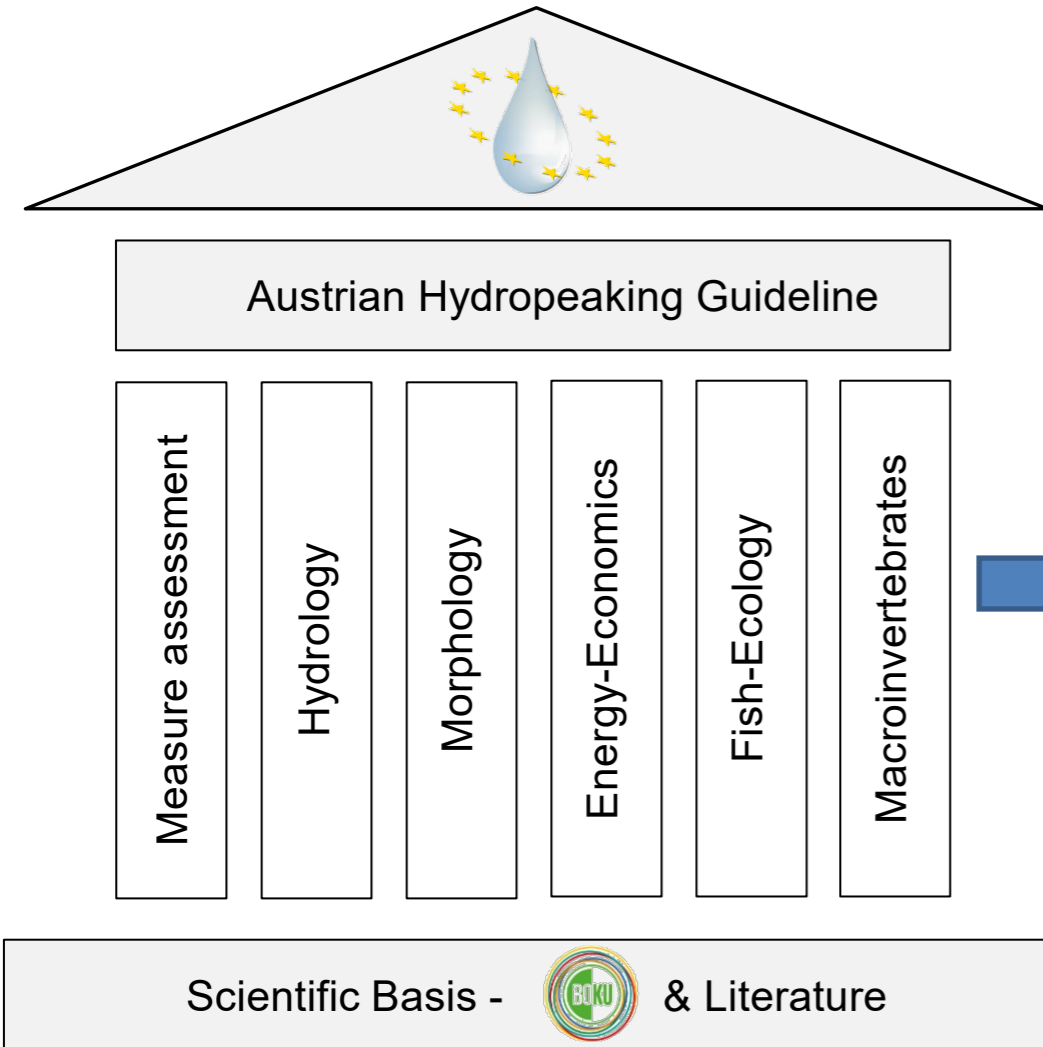 Austrian Hydropeaking Guideline
Measure assessment
Hydrology
Morphology
Energy-Economics
Fish-Ecology
Macroinvertebrates
Scientific Basis - BOKU & Literature